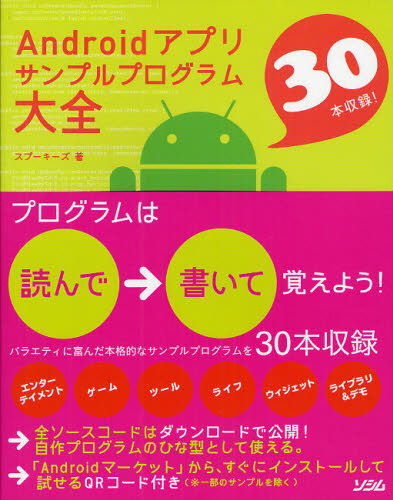 Androidアプリ
サンプルプログラム
大全
スプーキーズ 著
30
本収録!
プログラムは
読んで→書いて 覚えよう!
バラエティに富んだ本格的なサンプルプログラムを30本収録
エンターテイメント
ゲーム
ツール
ライフ
ウィジェット
ライブラリ&デモ
→全ソースコードはダウンロードで公開!
自作プログラムのひな型として使える。
→「Androidマーケット」から、すぐにインストールして
試せるQRコード付き(※一部のサンプルを除く)
ソシム